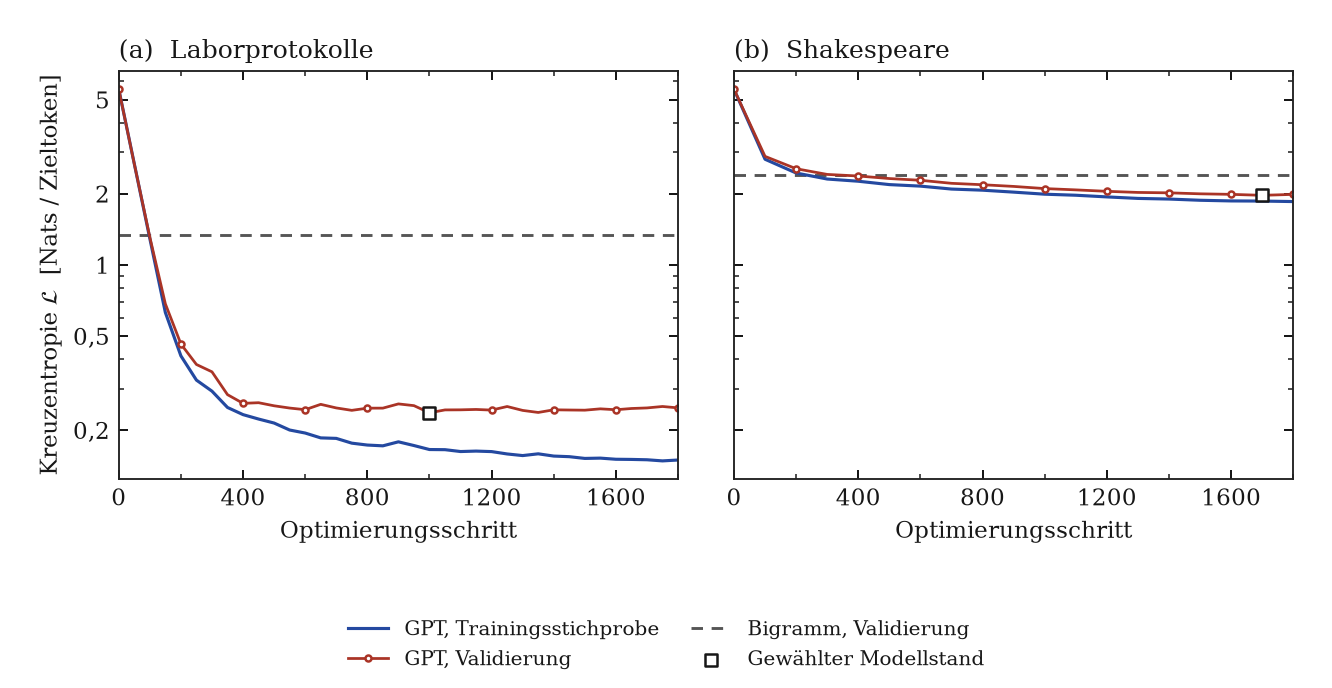 (a) Laborprotokolle
(b) Shakespeare
Kreuzentropie ℒ [Nats / Zieltoken]
5
2
1
0,5
0,2
0 400 800 1200 1600
0 400 800 1200 1600
Optimierungsschritt
Optimierungsschritt
GPT, Trainingsstichprobe
GPT, Validierung
Bigramm, Validierung
Gewählter Modellstand